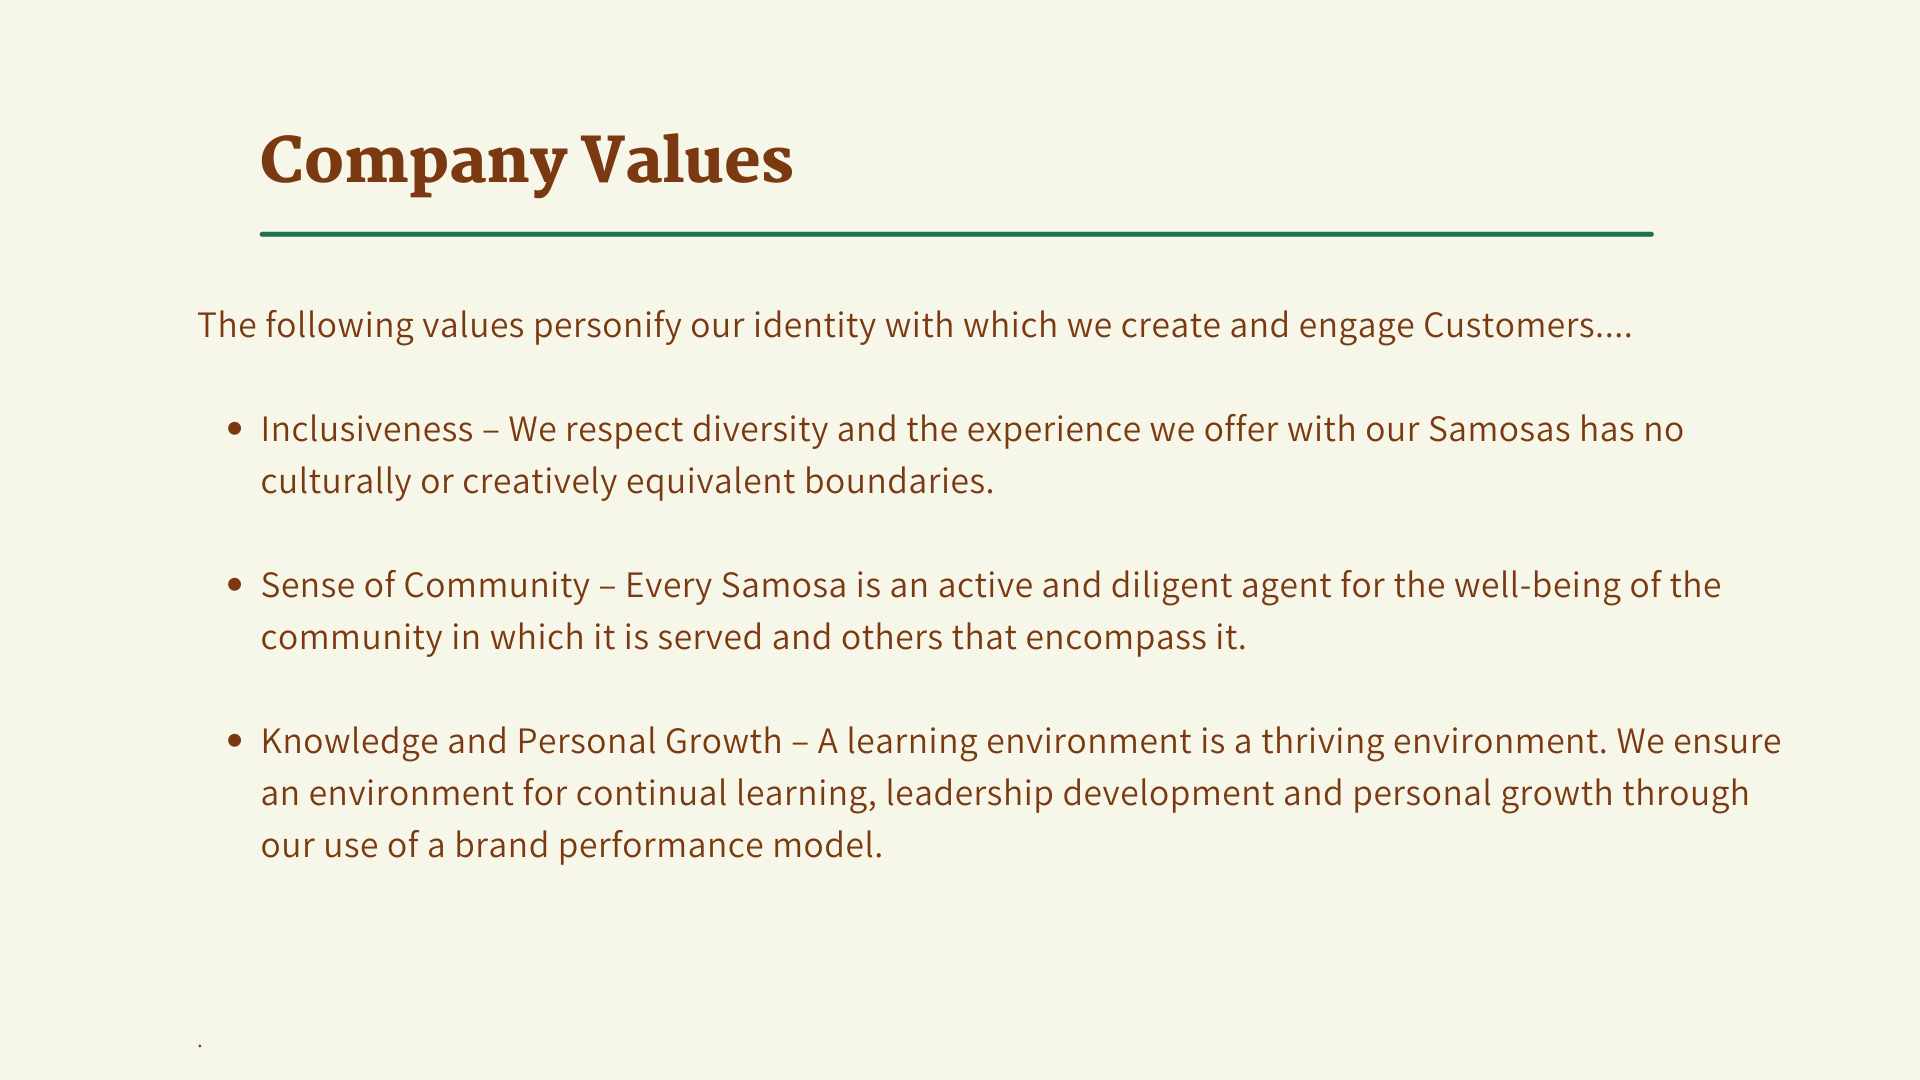 Company Values
The following values personify our identity with which we create and engage Customers....
• Inclusiveness – We respect diversity and the experience we offer with our Samosas has no
culturally or creatively equivalent boundaries.
• Sense of Community – Every Samosa is an active and diligent agent for the well-being of the
community in which it is served and others that encompass it.
• Knowledge and Personal Growth – A learning environment is a thriving environment. We ensure
an environment for continual learning, leadership development and personal growth through
our use of a brand performance model.
.